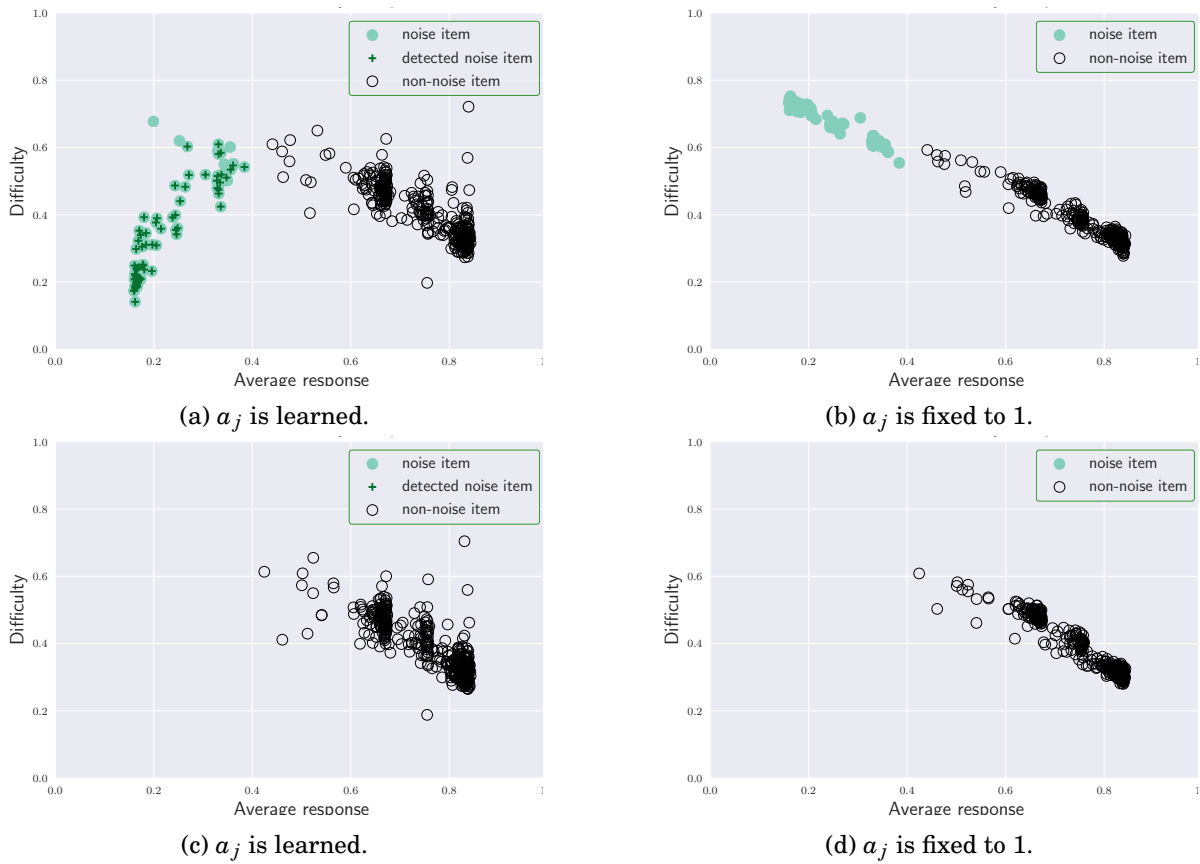 1.0
0.8
0.6
0.4
0.2
0.0
Difficulty
noise item
detected noise item
non-noise item
0.0 0.2 0.4 0.6 0.8 1
Average response
(a) a_j is learned.
1.0
0.8
0.6
0.4
0.2
0.0
Difficulty
noise item
non-noise item
0.0 0.2 0.4 0.6 0.8 1
Average response
(b) a_j is fixed to 1.
1.0
0.8
0.6
0.4
0.2
0.0
Difficulty
noise item
detected noise item
non-noise item
0.0 0.2 0.4 0.6 0.8 1
Average response
(c) a_j is learned.
1.0
0.8
0.6
0.4
0.2
0.0
Difficulty
noise item
non-noise item
0.0 0.2 0.4 0.6 0.8 1
Average response
(d) a_j is fixed to 1.